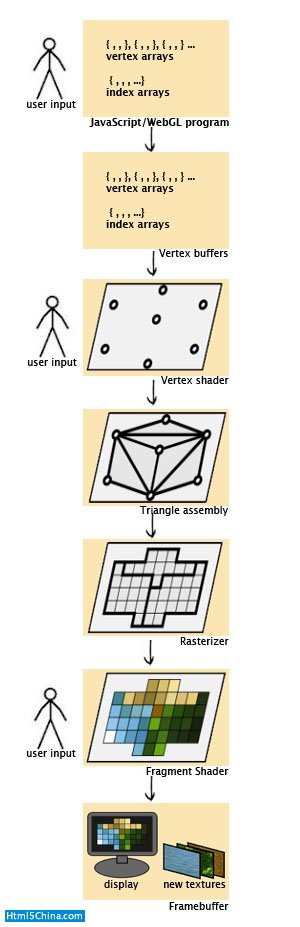 { , , }, { , , }, { , , } ...
vertex arrays
{ , , , ...}
index arrays
user input
JavaScript/WebGL program
{ , , }, { , , }, { , , } ...
vertex arrays
{ , , , ...}
index arrays
Vertex buffers
user input
Vertex shader
Triangle assembly
Rasterizer
user input
Fragment Shader
display new textures
Framebuffer
Html5China.com